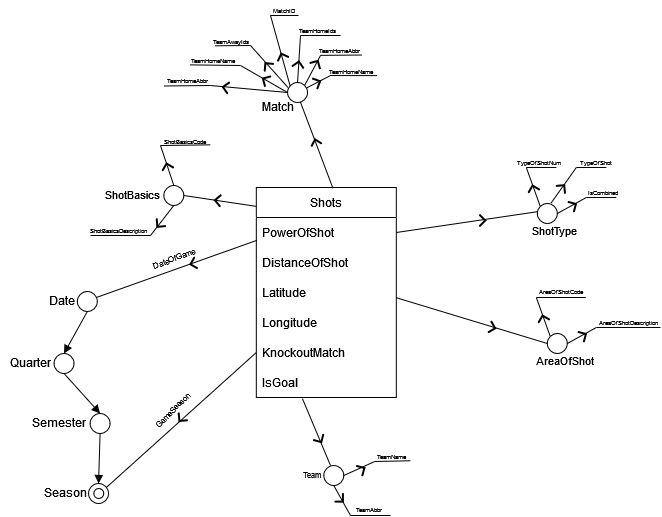 MatchID
TeamHomeIds
TeamAwayIds
TeamHomeAbbr
TeamHomeName
TeamHomeName
TeamHomeAbbr
Match
ShotBasicsCode
ShotBasics
ShotBasicsDescription
TypeOfShotNum
TypeOfShot
IsCombined
ShotType
Shots
PowerOfShot
DistanceOfShot
Latitude
Longitude
KnockoutMatch
IsGoal
DateOfGame
Date
Quarter
Semester
Season
GameSeason
AreaOfShotCode
AreaOfShotDescription
AreaOfShot
TeamName
Team
TeamAbbr